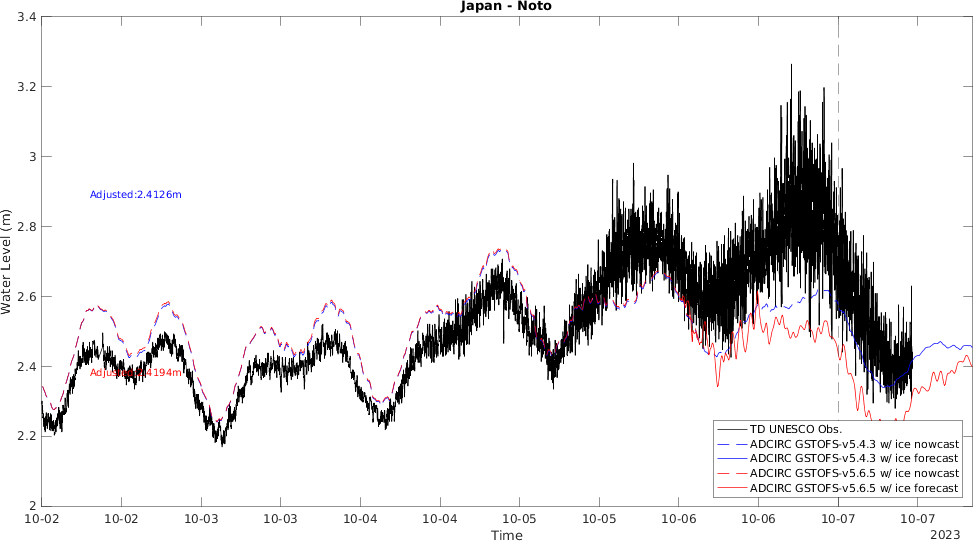 Japan - Noto
3.4
3.2
3
2.8
2.6
2.4
2.2
2
Water Level (m)
Adjusted:2.4126m
Adjusted:2.4194m
TD UNESCO Obs.
ADCIRC GSTOFS-v5.4.3 w/ ice nowcast
ADCIRC GSTOFS-v5.4.3 w/ ice forecast
ADCIRC GSTOFS-v5.6.5 w/ ice nowcast
ADCIRC GSTOFS-v5.6.5 w/ ice forecast
10-02 10-02 10-03 10-03 10-04 10-04 10-05 10-05 10-06 10-06 10-07 10-07
Time
2023